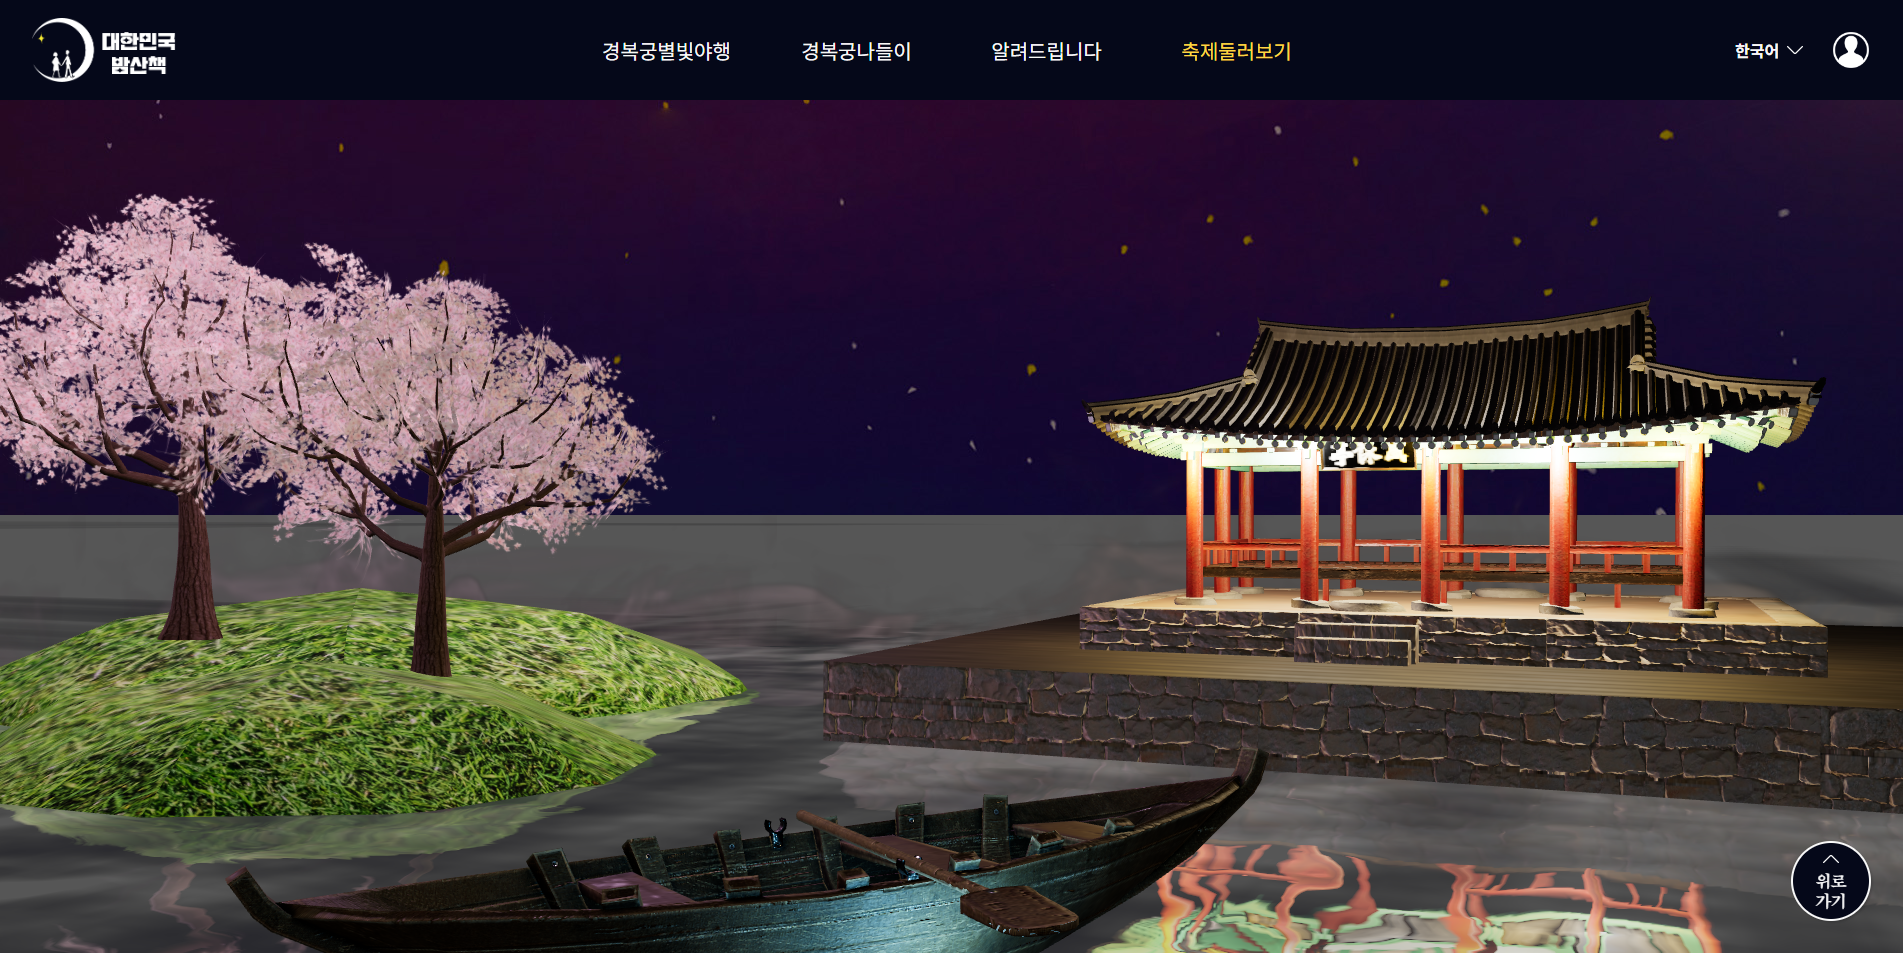 대한민국
밤산책
경복궁별빛야행
경복궁나들이
알려드립니다
축제둘러보기
한국어
위로
가기